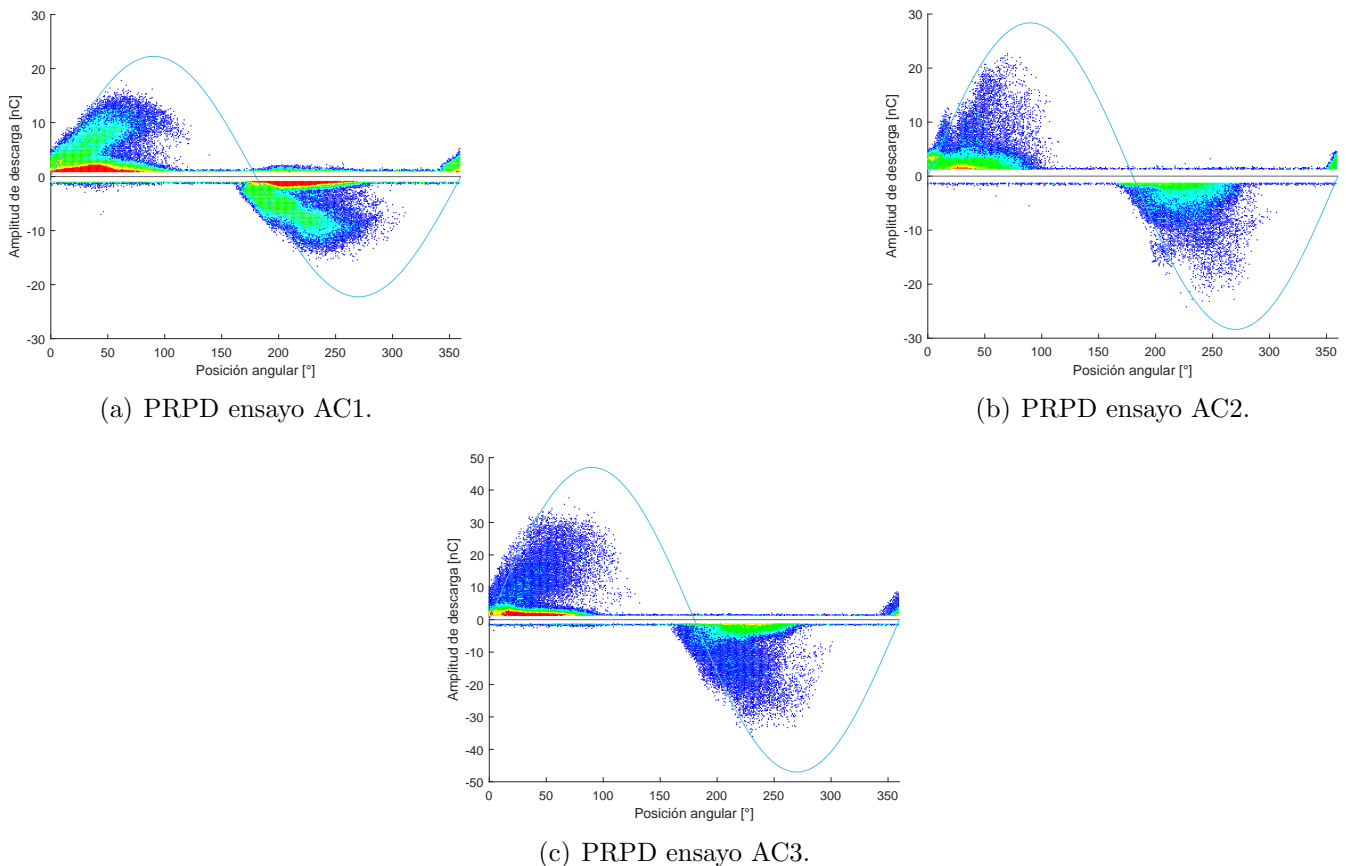 30
20
10
0
-10
-20
-30
Amplitud de descarga [nC]
0 50 100 150 200 250 300 350
Posición angular [°]
(a) PRPD ensayo AC1.
30
20
10
0
-10
-20
-30
Amplitud de descarga [nC]
0 50 100 150 200 250 300 350
Posición angular [°]
(b) PRPD ensayo AC2.
50
40
30
20
10
0
-10
-20
-30
-40
-50
Amplitud de descarga [nC]
0 50 100 150 200 250 300 350
Posición angular [°]
(c) PRPD ensayo AC3.